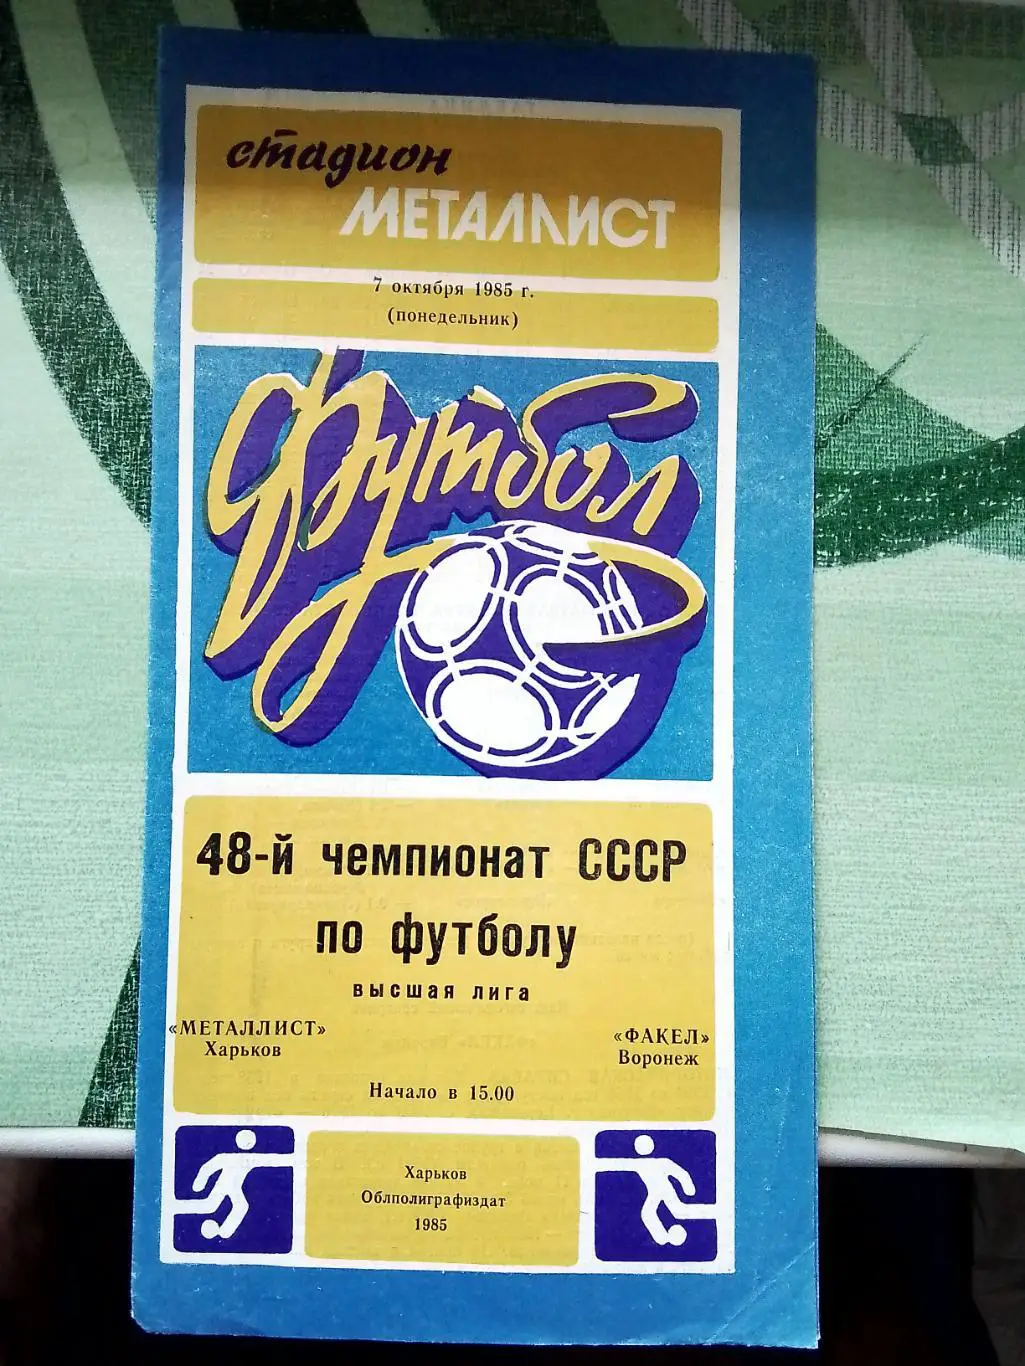 стадион
МЕТАЛЛИСТ
7 октября 1985 г.
(понедельник)
Футбол
48-й чемпионат СССР
по футболу
высшая лига
«МЕТАЛЛИСТ»
Харьков
«ФАКЕЛ»
Воронеж
Начало в 15.00
Харьков
Облполиграфиздат
1985